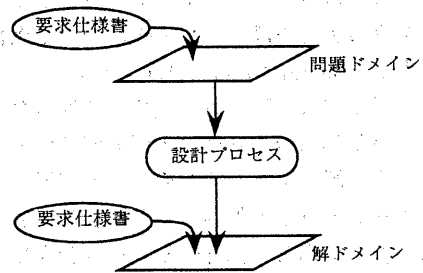 要求仕様書
問題ドメイン
設計プロセス
要求仕様書
解ドメイン